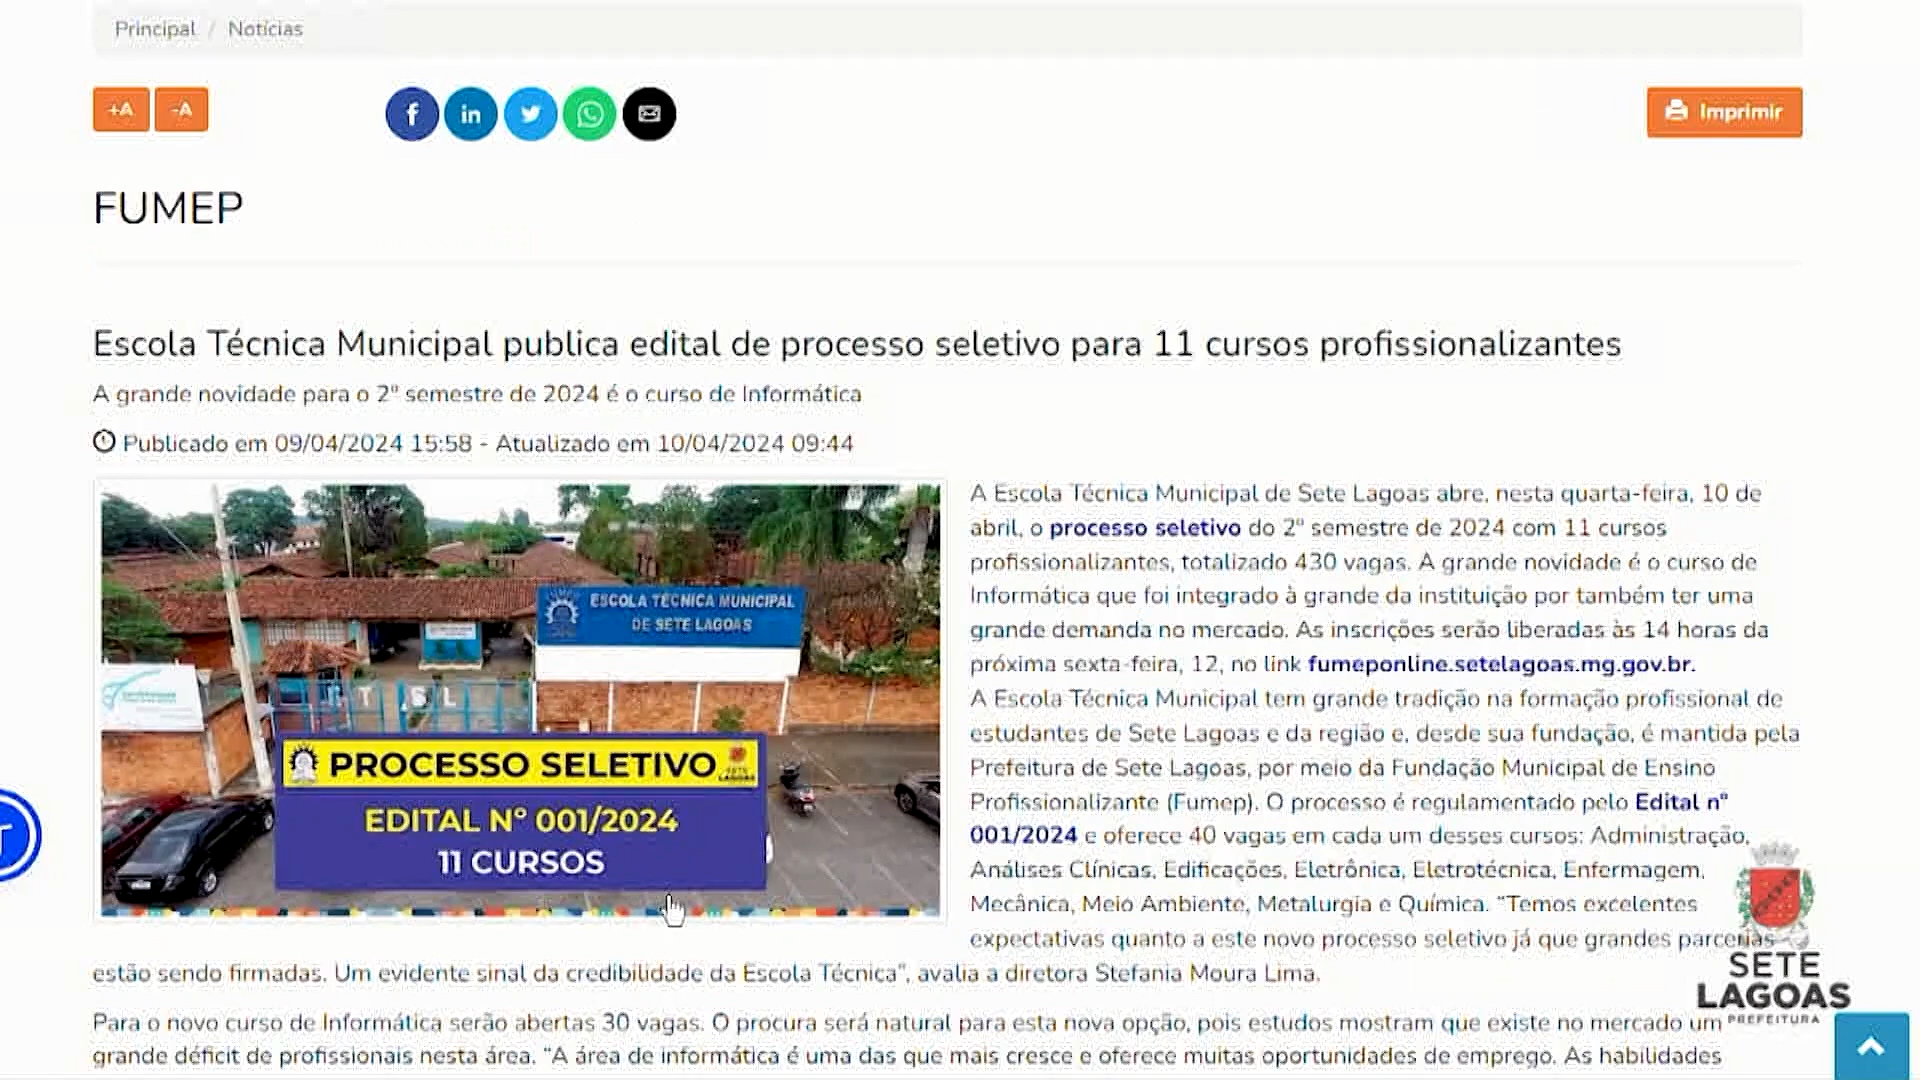 Principal / Notícias
+A -A
Imprimir
FUMEP
Escola Técnica Municipal publica edital de processo seletivo para 11 cursos profissionalizantes
A grande novidade para o 2º semestre de 2024 é o curso de Informática
Publicado em 09/04/2024 15:58 - Atualizado em 10/04/2024 09:44
ESCOLA TÉCNICA MUNICIPAL
DE SETE LAGOAS
PROCESSO SELETIVO
SETE
LAGOAS
EDITAL Nº 001/2024
11 CURSOS
A Escola Técnica Municipal de Sete Lagoas abre, nesta quarta-feira, 10 de
abril, o processo seletivo do 2º semestre de 2024 com 11 cursos
profissionalizantes, totalizado 430 vagas. A grande novidade é o curso de
Informática que foi integrado à grande da instituição por também ter uma
grande demanda no mercado. As inscrições serão liberadas às 14 horas da
próxima sexta-feira, 12, no link fumeponline.setelagoas.mg.gov.br.
A Escola Técnica Municipal tem grande tradição na formação profissional de
estudantes de Sete Lagoas e da região e, desde sua fundação, é mantida pela
Prefeitura de Sete Lagoas, por meio da Fundação Municipal de Ensino
Profissionalizante (Fumep). O processo é regulamentado pelo Edital nº
001/2024 e oferece 40 vagas em cada um desses cursos: Administração,
Análises Clínicas, Edificações, Eletrônica, Eletrotécnica, Enfermagem,
Mecânica, Meio Ambiente, Metalurgia e Química. "Temos excelentes
expectativas quanto a este novo processo seletivo já que grandes parcerias
estão sendo firmadas. Um evidente sinal da credibilidade da Escola Técnica", avalia a diretora Stefania Moura Lima.
Para o novo curso de Informática serão abertas 30 vagas. O procura será natural para esta nova opção, pois estudos mostram que existe no mercado um
grande déficit de profissionais nesta área. "A área de informática é uma das que mais cresce e oferece muitas oportunidades de emprego. As habilidades
SETE
LAGOAS
PREFEITURA